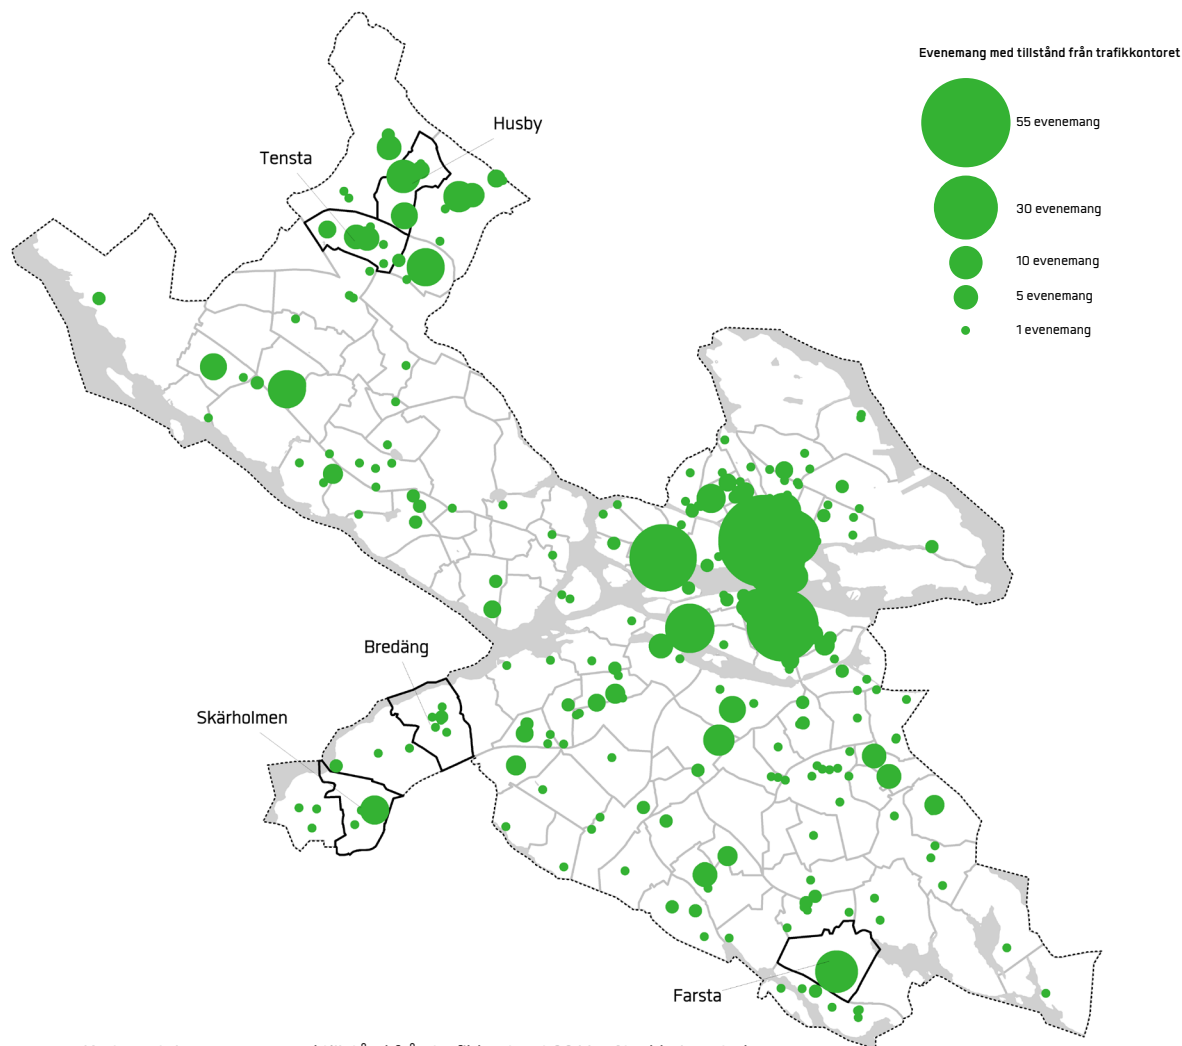 Evenemang med tillstånd från trafikkontoret
55 evenemang
30 evenemang
10 evenemang
5 evenemang
1 evenemang
Husby
Tensta
Bredäng
Skärholmen
Farsta